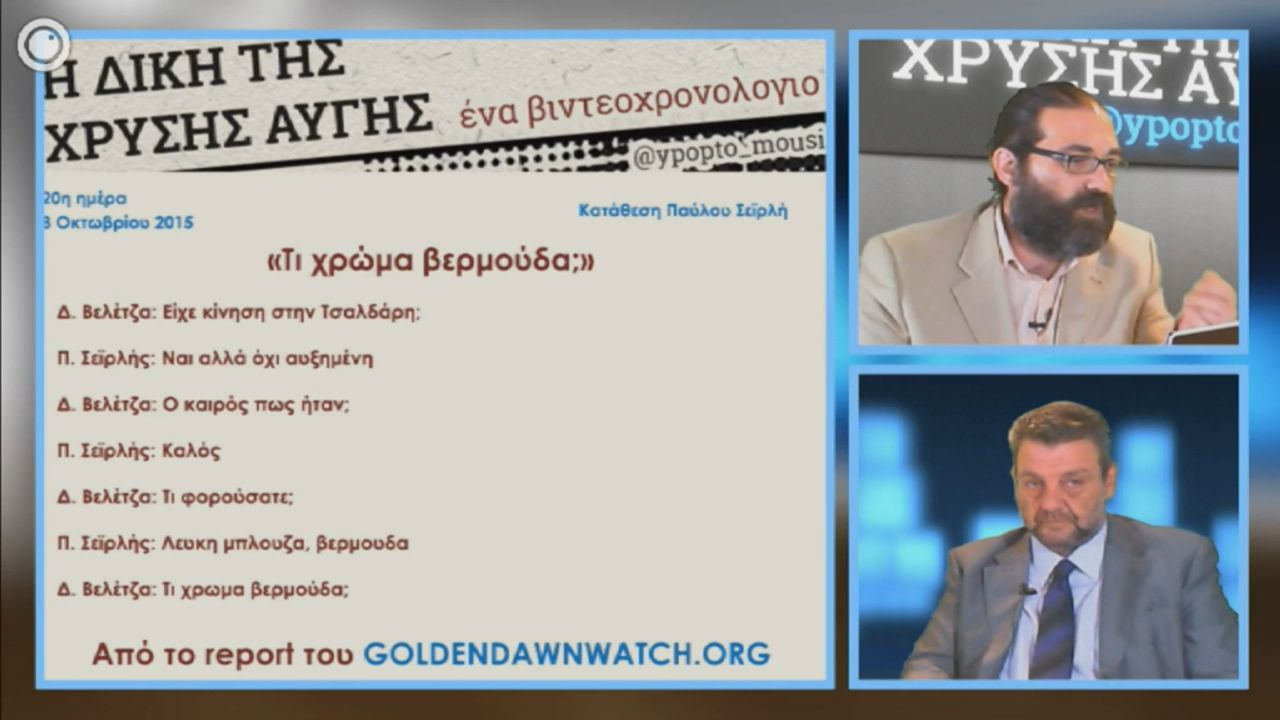 Η ΔΙΚΗ ΤΗΣ
ΧΡΥΣΗΣ ΑΥΓΗΣ ένα βιντεοχρονολογιο
@ypopto_mousi
20η ημέρα
8 Οκτωβρίου 2015
Κατάθεση Παύλου Σεϊρλή
«Τι χρώμα βερμούδα;»
Δ. Βελέτζα: Είχε κίνηση στην Τσαλδάρη;
Π. Σεϊρλής: Ναι αλλά όχι αυξημένη
Δ. Βελέτζα: Ο καιρός πως ήταν;
Π. Σεϊρλής: Καλός
Δ. Βελέτζα: Τι φορούσατε;
Π. Σεϊρλής: Λευκη μπλουζα, βερμουδα
Δ. Βελέτζα: Τι χρωμα βερμούδα;
Από το report του GOLDENDAWNWATCH.ORG
ΧΡΥΣΗΣ ΑΥ
@ypopto